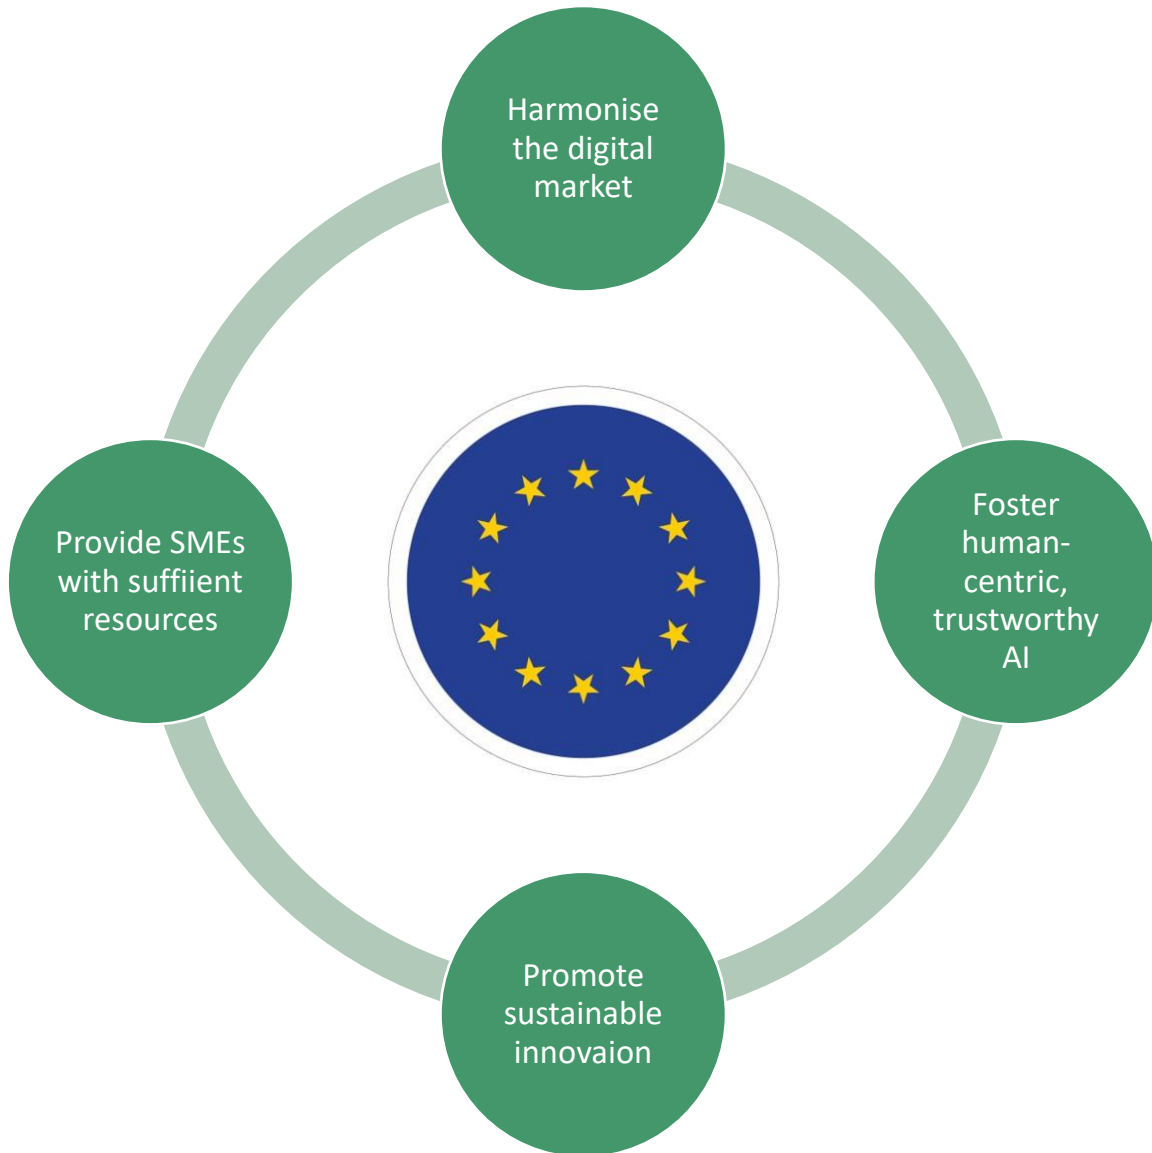 Harmonise
the digital
market
Provide SMEs
with suffiient
resources
Foster
human-
centric,
trustworthy
AI
Promote
sustainable
innovaion